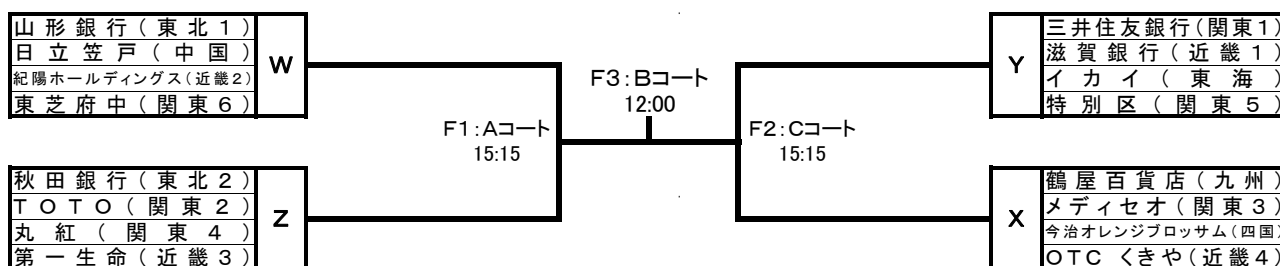 山形銀行(東北1)
日立笠戸(中国)
紀陽ホールディングス(近畿2)
東芝府中(関東6)
W
三井住友銀行(関東1)
滋賀銀行(近畿1)
イカイ(東海)
特別区(関東5)
Y
F3:Bコート
12:00
F1:Aコート
15:15
F2:Cコート
15:15
秋田銀行(東北2)
TOTO(関東2)
丸紅(関東4)
第一生命(近畿3)
Z
鶴屋百貨店(九州)
メディセオ(関東3)
今治オレンジブロッサム(四国)
OTC くきや(近畿4)
X